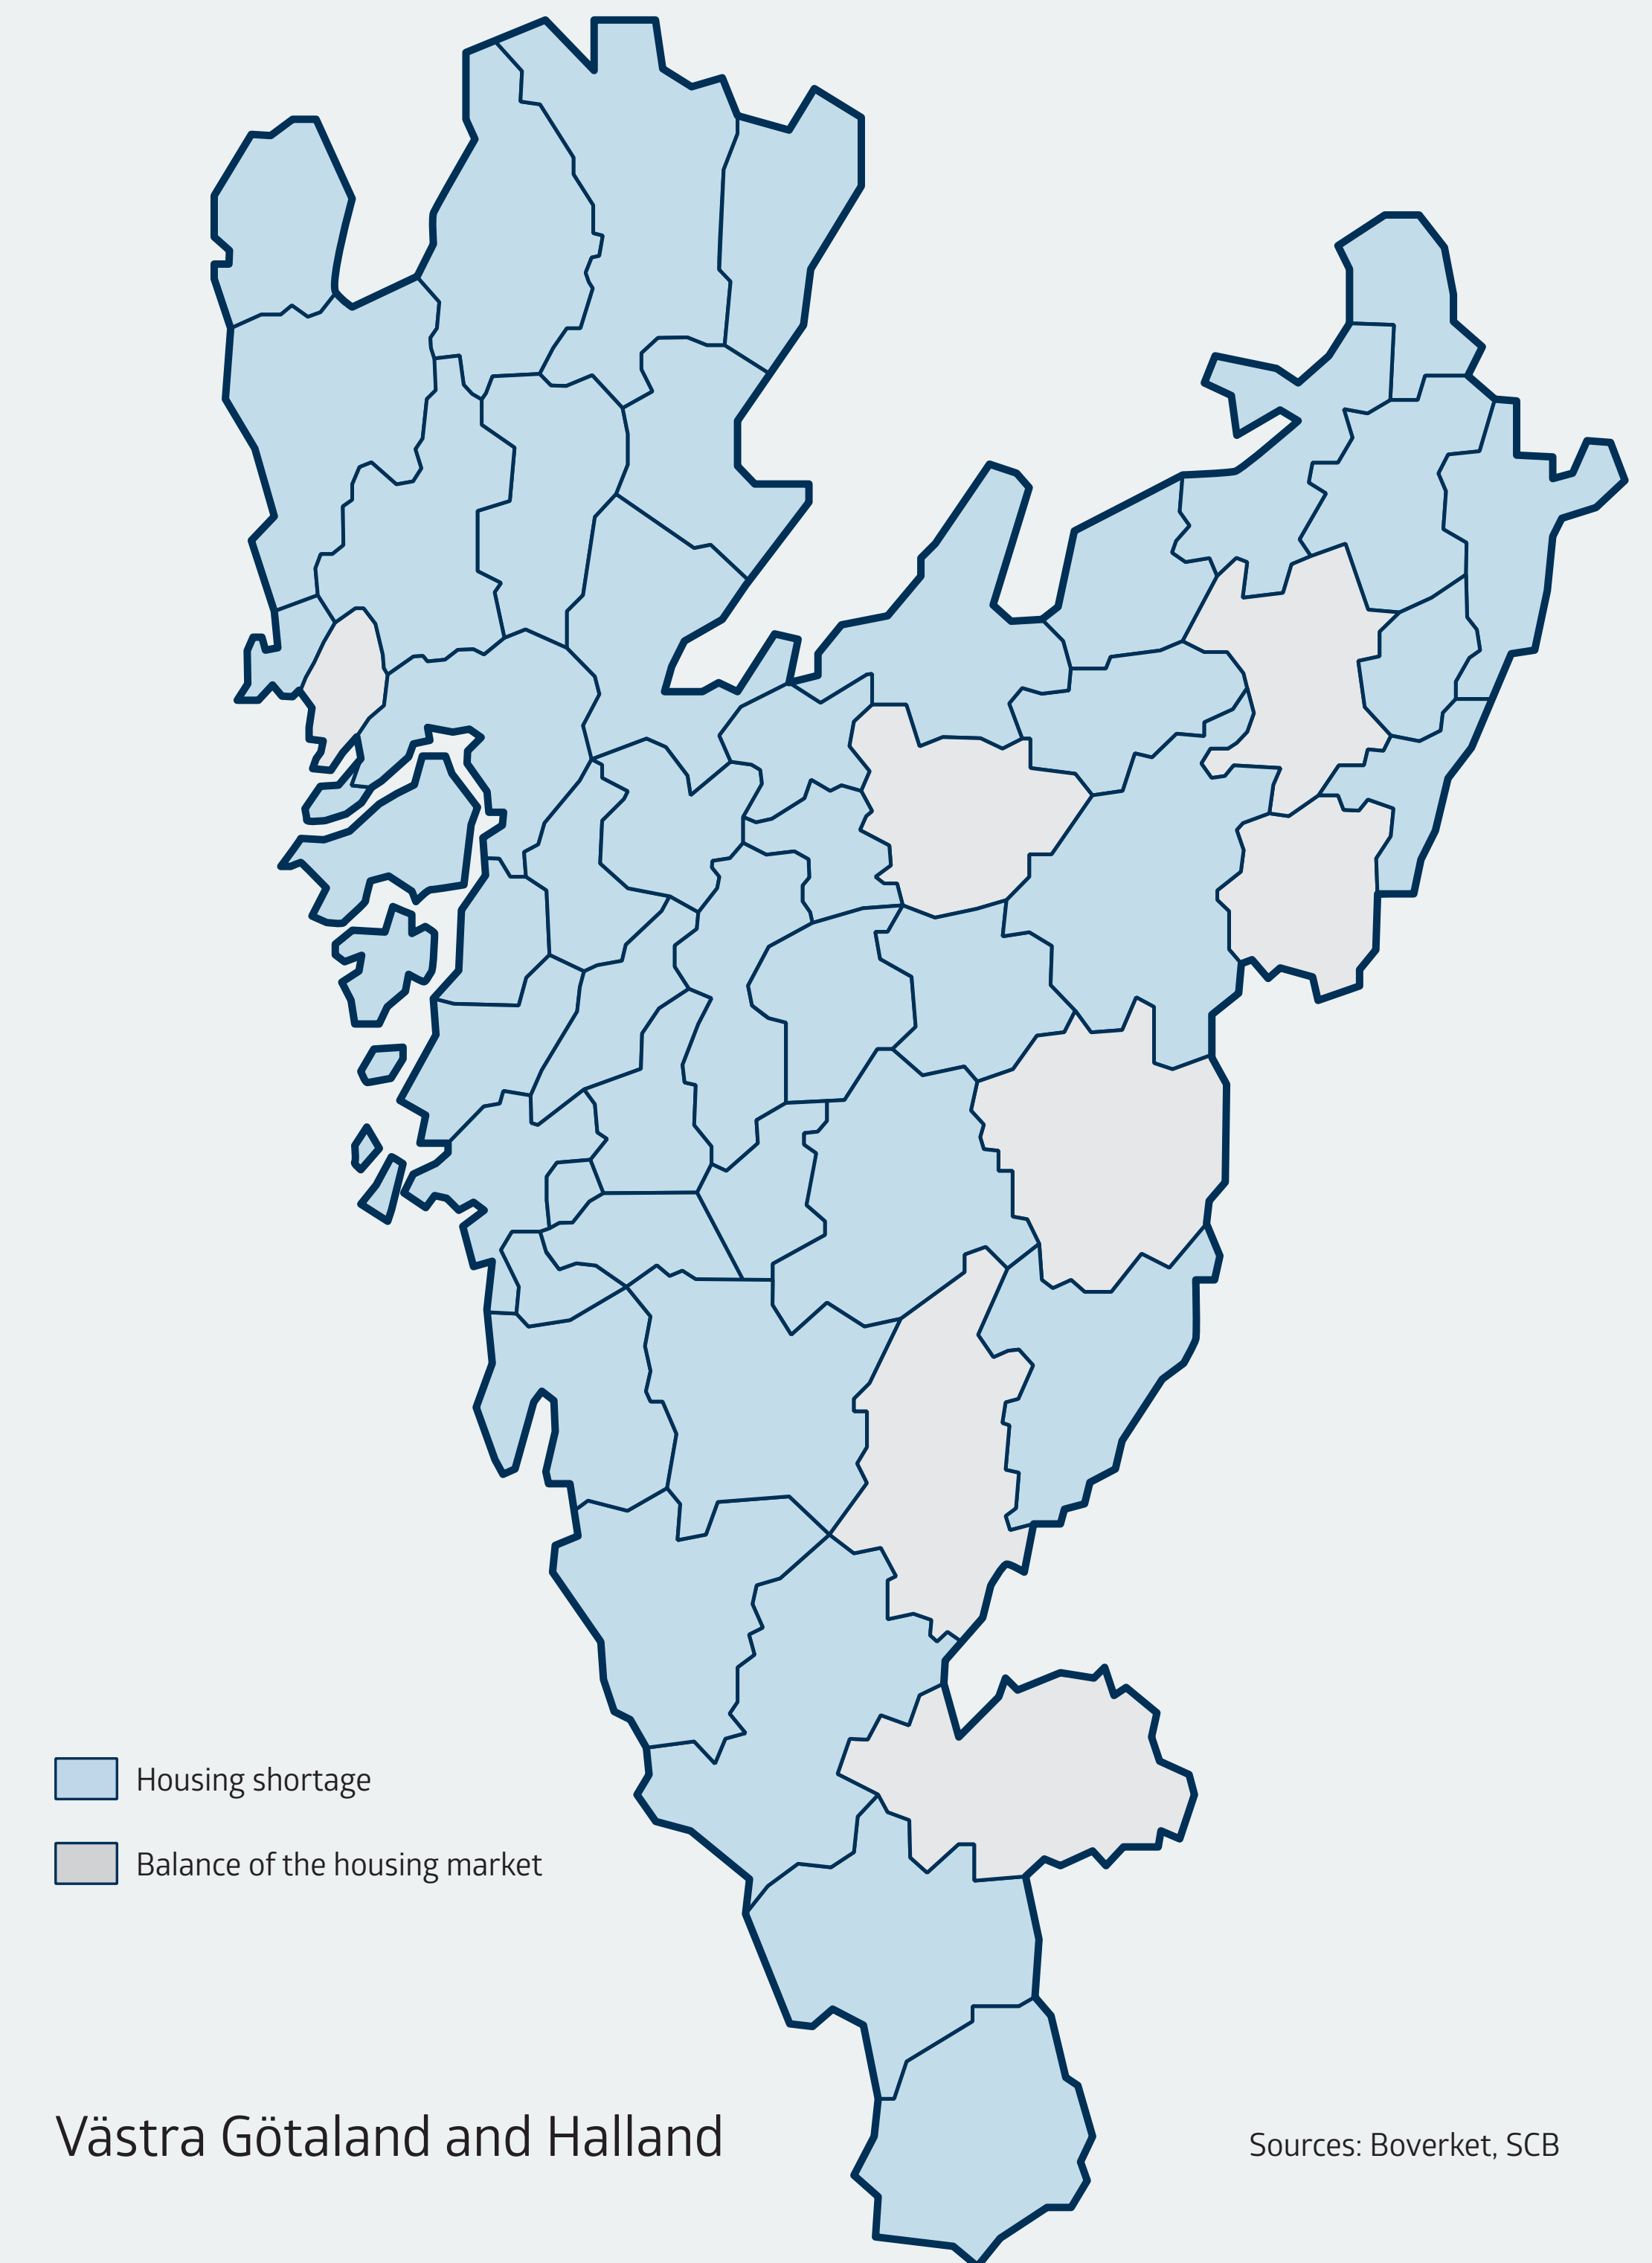 Housing shortage
Balance of the housing market
Västra Götaland and Halland
Sources: Boverket, SCB